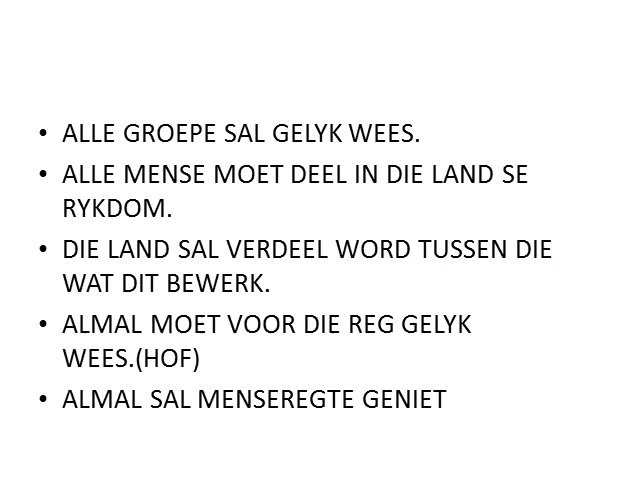 • ALLE GROEPE SAL GELYK WEES.
• ALLE MENSE MOET DEEL IN DIE LAND SE
RYKDOM.
• DIE LAND SAL VERDEEL WORD TUSSEN DIE
WAT DIT BEWERK.
• ALMAL MOET VOOR DIE REG GELYK
WEES.(HOF)
• ALMAL SAL MENSEREGTE GENIET